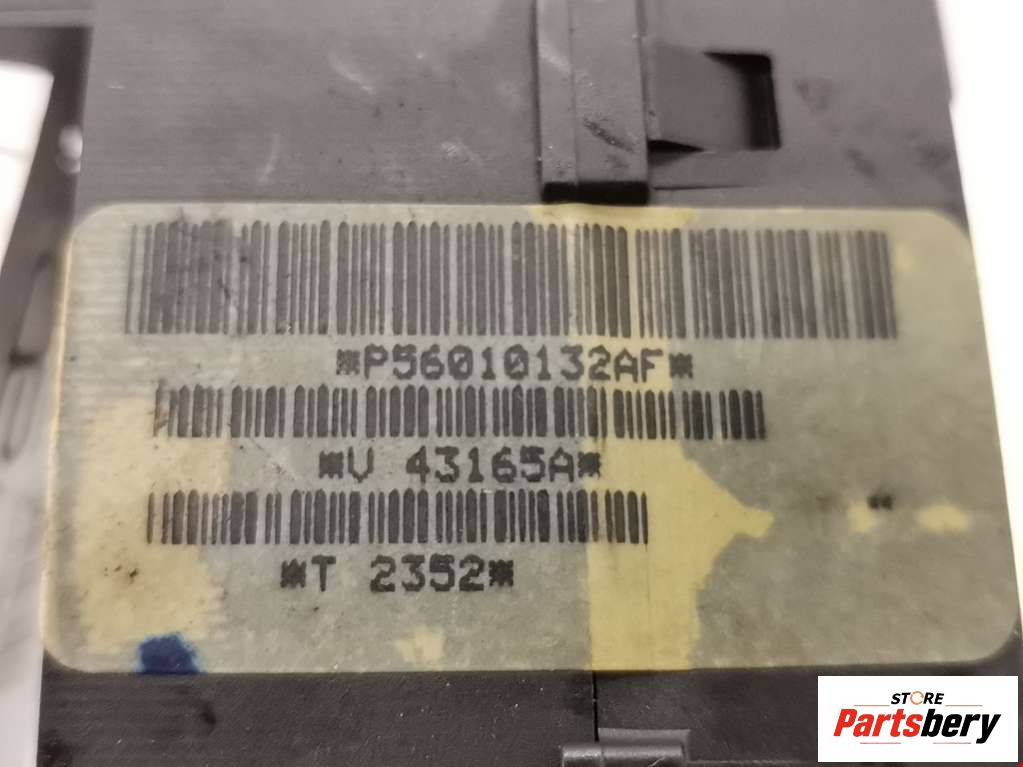 *P56010132AF*
*V 43165A*
*T 2352*
STORE
Partsbery